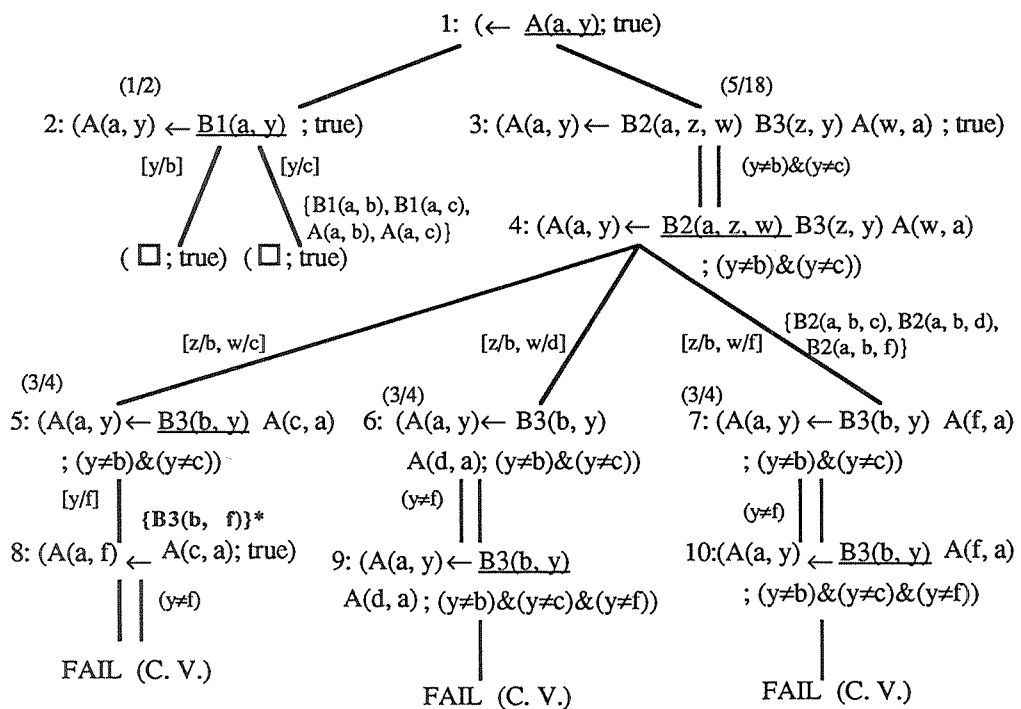 1: (← A(a, y); true)
(1/2) (5/18)
2: (A(a, y) ← B1(a, y) ; true) 3: (A(a, y) ← B2(a, z, w) B3(z, y) A(w, a) ; true)
[y/b] [y/c] (y≠b)&(y≠c)
{B1(a, b), B1(a, c),
A(a, b), A(a, c)}
4: (A(a, y) ← B2(a, z, w) B3(z, y) A(w, a)
(□; true) (□; true) ; (y≠b)&(y≠c))
[z/b, w/c] [z/b, w/d] [z/b, w/f] {B2(a, b, c), B2(a, b, d),
B2(a, b, f)}
(3/4) (3/4) (3/4)
5: (A(a, y) ← B3(b, y) A(c, a) 6: (A(a, y) ← B3(b, y) 7: (A(a, y) ← B3(b, y) A(f, a)
; (y≠b)&(y≠c)) A(d, a); (y≠b)&(y≠c)) ; (y≠b)&(y≠c))
[y/f] (y≠f) (y≠f)
{B3(b, f)}*
8: (A(a, f) ← A(c, a); true) 9: (A(a, y) ← B3(b, y) 10:(A(a, y) ← B3(b, y) A(f, a)
(y≠f) A(d, a) ; (y≠b)&(y≠c)&(y≠f)) ; (y≠b)&(y≠c)&(y≠f))
FAIL (C. V.) FAIL (C. V.) FAIL (C. V.)